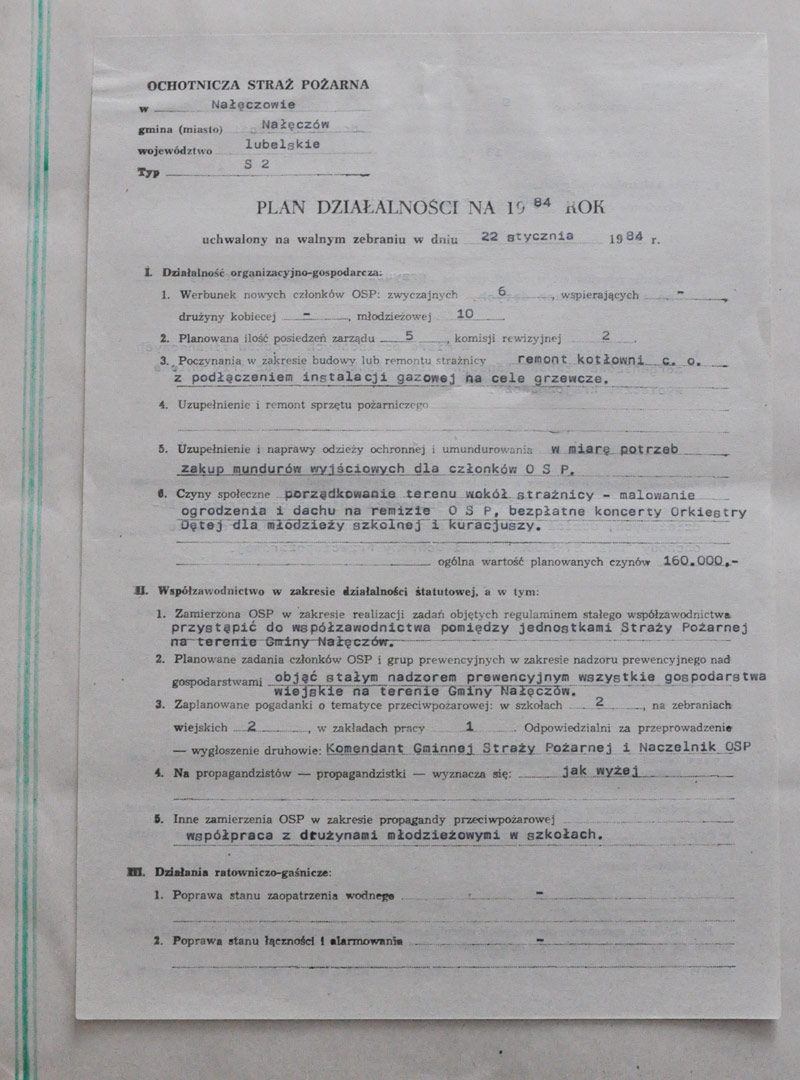 OCHOTNICZA STRAŻ POŻARNA
w Nałęczowie
gmina (miasto) Nałęczów
województwo lubelskie
Typ S 2
PLAN DZIAŁALNOŚCI NA 1984 ROK
uchwalony na walnym zebraniu w dniu 22 stycznia 1984 r.
I. Działalność organizacyjno-gospodarcza:
1. Werbunek nowych członków OSP: zwyczajnych 6, wspierających -,
drużyny kobiecej -, młodzieżowej 10
2. Planowana ilość posiedzeń zarządu 5, komisji rewizyjnej 2.
3. Poczynania w zakresie budowy lub remontu strażnicy remont kotłowni c. o.
z podłączeniem instalacji gazowej na cele grzewcze.
4. Uzupełnienie i remont sprzętu pożarniczego
5. Uzupełnienie i naprawy odzieży ochronnej i umundurowania w miarę potrzeb
zakup mundurów wyjściowych dla członków O S P.
6. Czyny społeczne porządkowanie terenu wokół strażnicy - malowanie
ogrodzenia i dachu na remizie O S P, bezpłatne koncerty Orkiestry
Dętej dla młodzieży szkolnej i kuracjuszy.
ogólna wartość planowanych czynów 160.000,-
II. Współzawodnictwo w zakresie działalności statutowej, a w tym:
1. Zamierzona OSP w zakresie realizacji zadań objętych regulaminem stałego współzawodnictwa
przystąpić do współzawodnictwa pomiędzy jednostkami Straży Pożarnej
na terenie Gminy Nałęczów.
2. Planowane zadania członków OSP i grup prewencyjnych w zakresie nadzoru prewencyjnego nad
gospodarstwami objąć stałym nadzorem prewencyjnym wszystkie gospodarstwa
wiejskie na terenie Gminy Nałęczów.
3. Zaplanowane pogadanki o tematyce przeciwpożarowej: w szkołach 2, na zebraniach
wiejskich 2, w zakładach pracy 1. Odpowiedzialni za przeprowadzenie
— wygłoszenie druhowie: Komendant Gminnej Straży Pożarnej i Naczelnik OSP
4. Na propagandzistów — propagandzistki — wyznacza się: jak wyżej
5. Inne zamierzenia OSP w zakresie propagandy przeciwpożarowej
współpraca z drużynami młodzieżowymi w szkołach.
III. Działania ratowniczo-gaśnicze:
1. Poprawa stanu zaopatrzenia wodnego -
2. Poprawa stanu łączności i alarmowania -